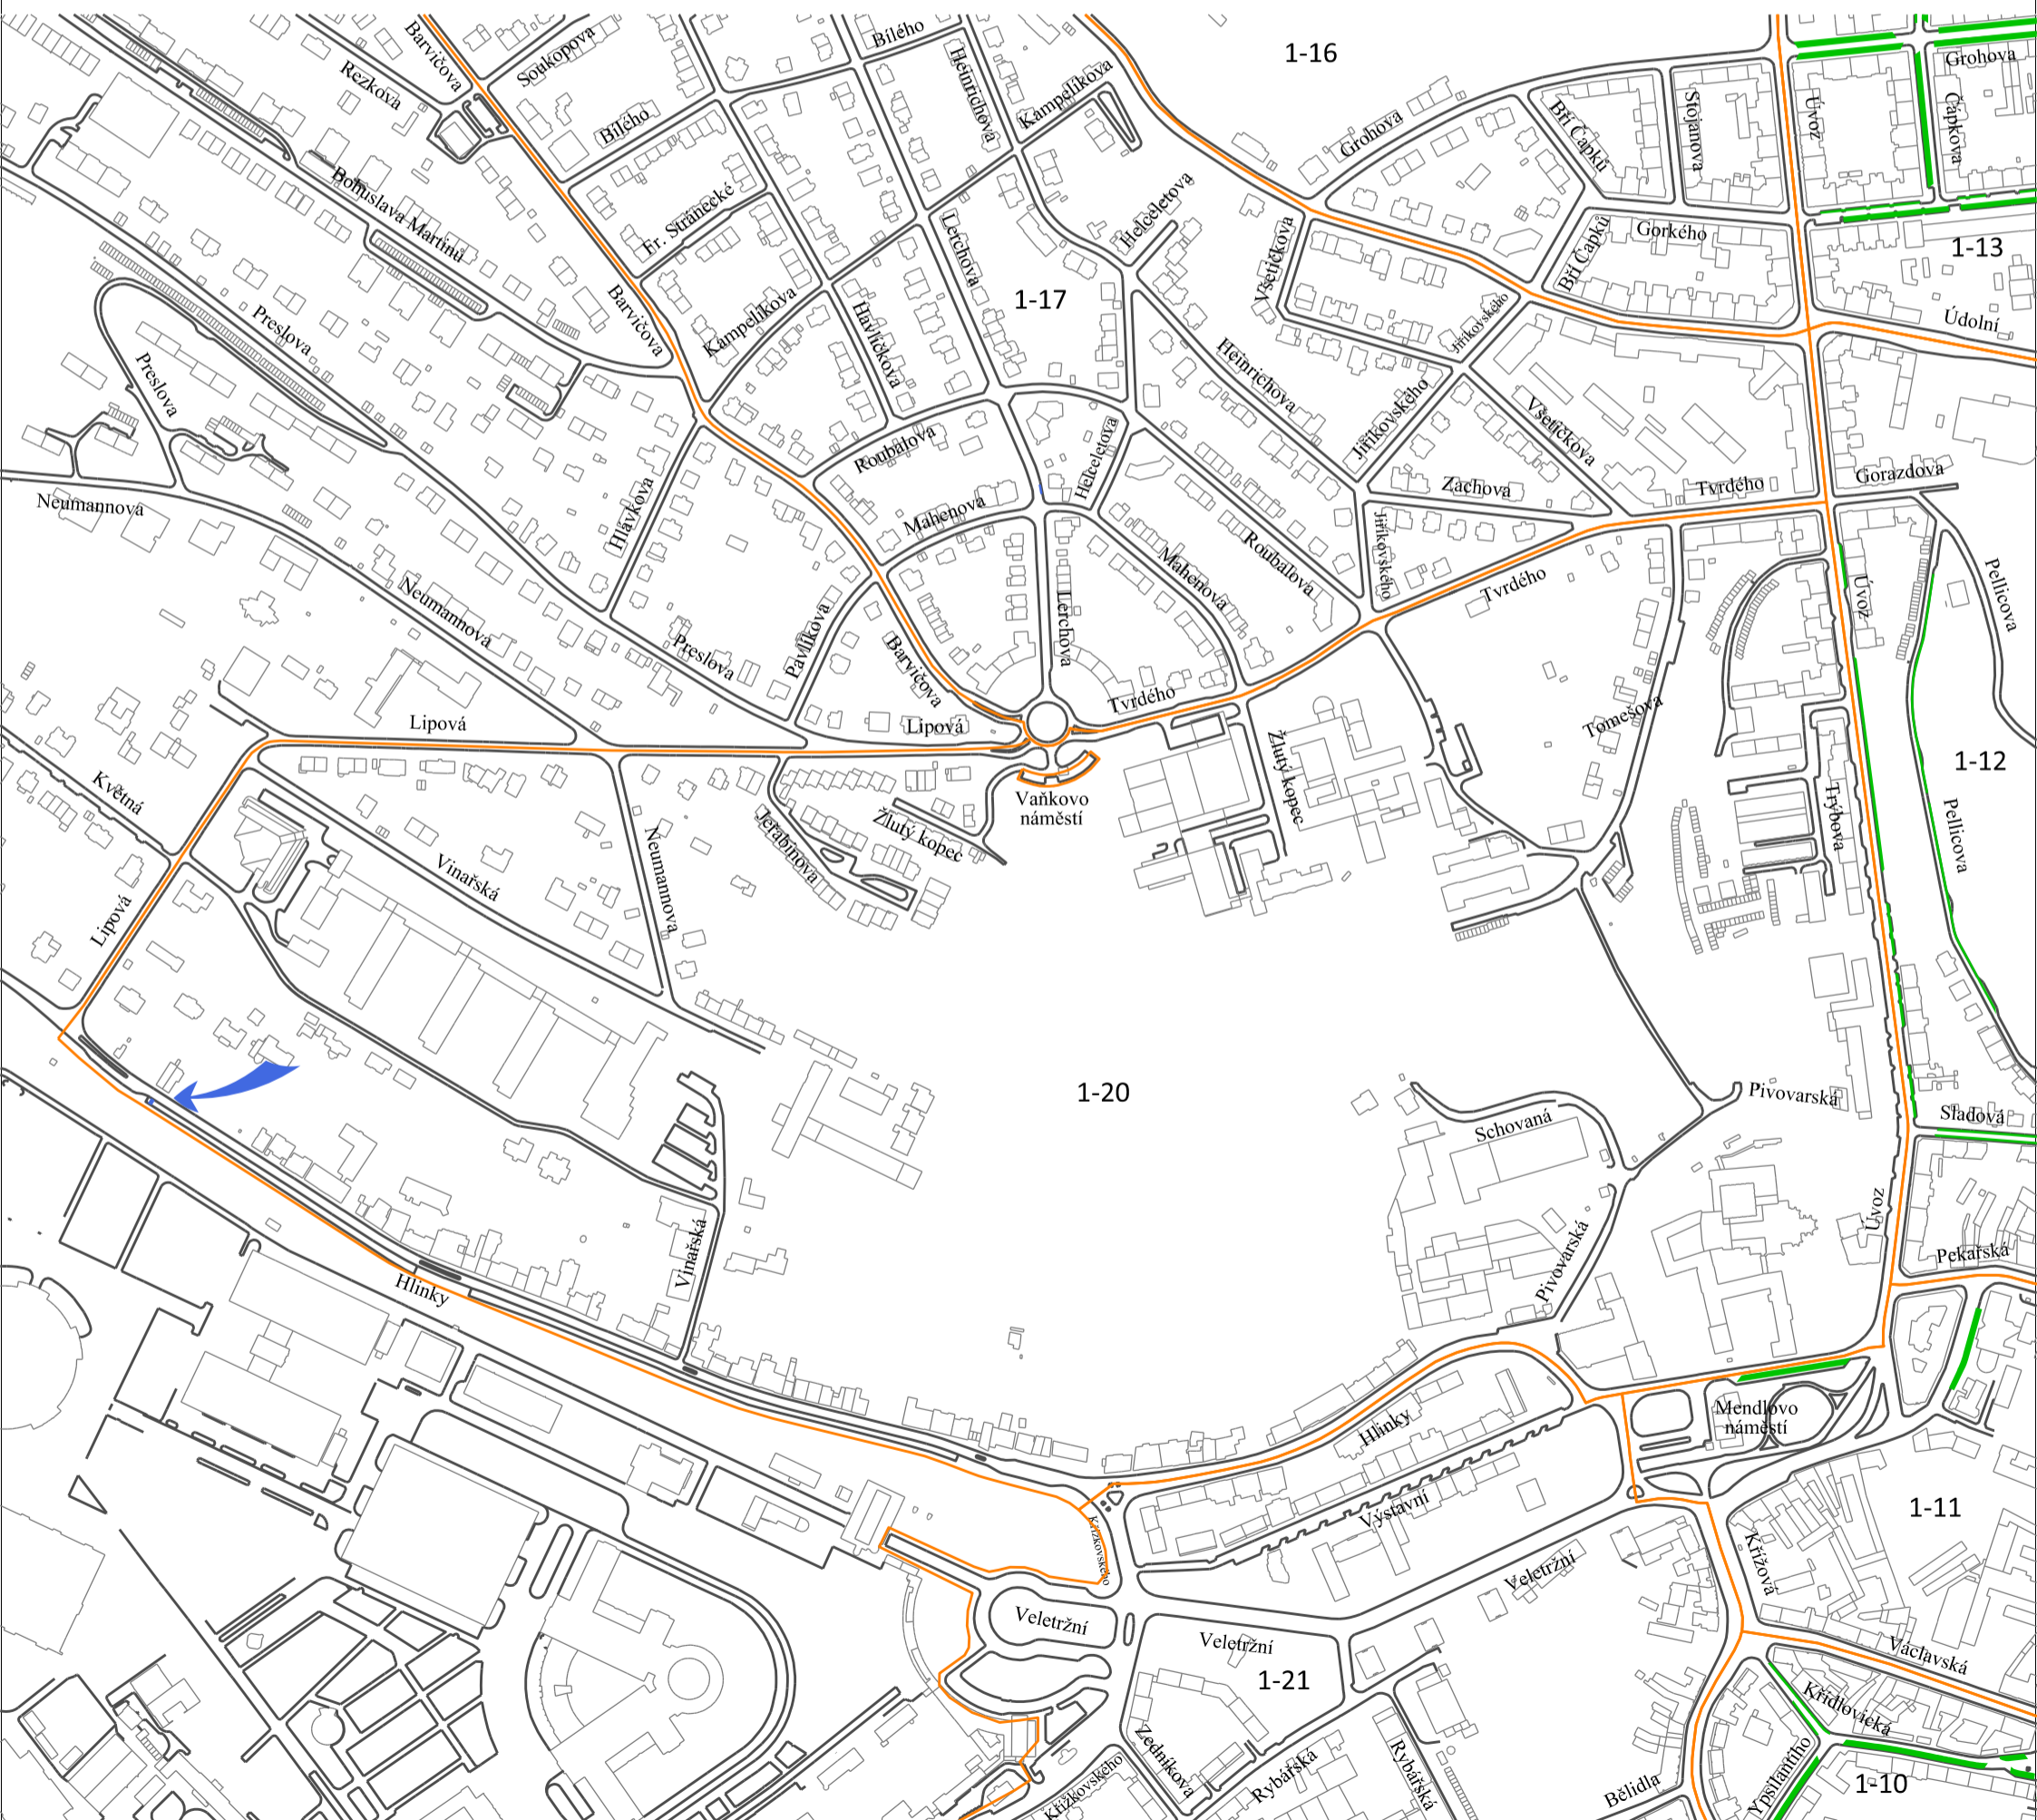 1-16
Barvičova
Soukopova
Bílého
Heinrichova
Grohova
Rezkova
Kampelíkova
Bílého
Grohova
Bří Čapků
Stojanova
Úvoz
Čápkova
Bohuslava Martinů
Fr. Stránecké
Lerchova
Helceletova
Všetičkova
Bří Čapků
Gorkého
1-13
Preslova
Barvičova
Kampelíkova
Havlíčkova
1-17
Jiříkovského
Údolní
Preslova
Heinrichova
Jiříkovského
Všetičkova
Roubalova
Helceletova
Neumannova
Hlávkova
Mahenova
Zachova
Tvrdého
Gorazdova
Jiříkovského
Roubalova
Mahenova
Tvrdého
Úvoz
Pellicova
Neumannova
Preslova
Pavlíkova
Barvičova
Lerchova
Tvrdého
Lipová
Lipová
Tomešova
Žlutý kopec
1-12
Květná
Vaňkovo
náměstí
Jeřabinova
Žlutý kopec
Trýbova
Pellicova
Vinařská
Neumannova
Lipová
1-20
Pivovarská
Schovaná
Sladová
Vinařská
Pivovarská
Úvoz
Pekařská
Hlinky
Mendlovo
náměstí
Hlinky
Výstavní
1-11
Křížkovského
Veletržní
Křížová
Veletržní
Veletržní
Václavská
1-21
Křídlovická
Zedníkova
Křížkovského
Rybářská
Rybářská
Bělidla
Ypsilantiho
1-10